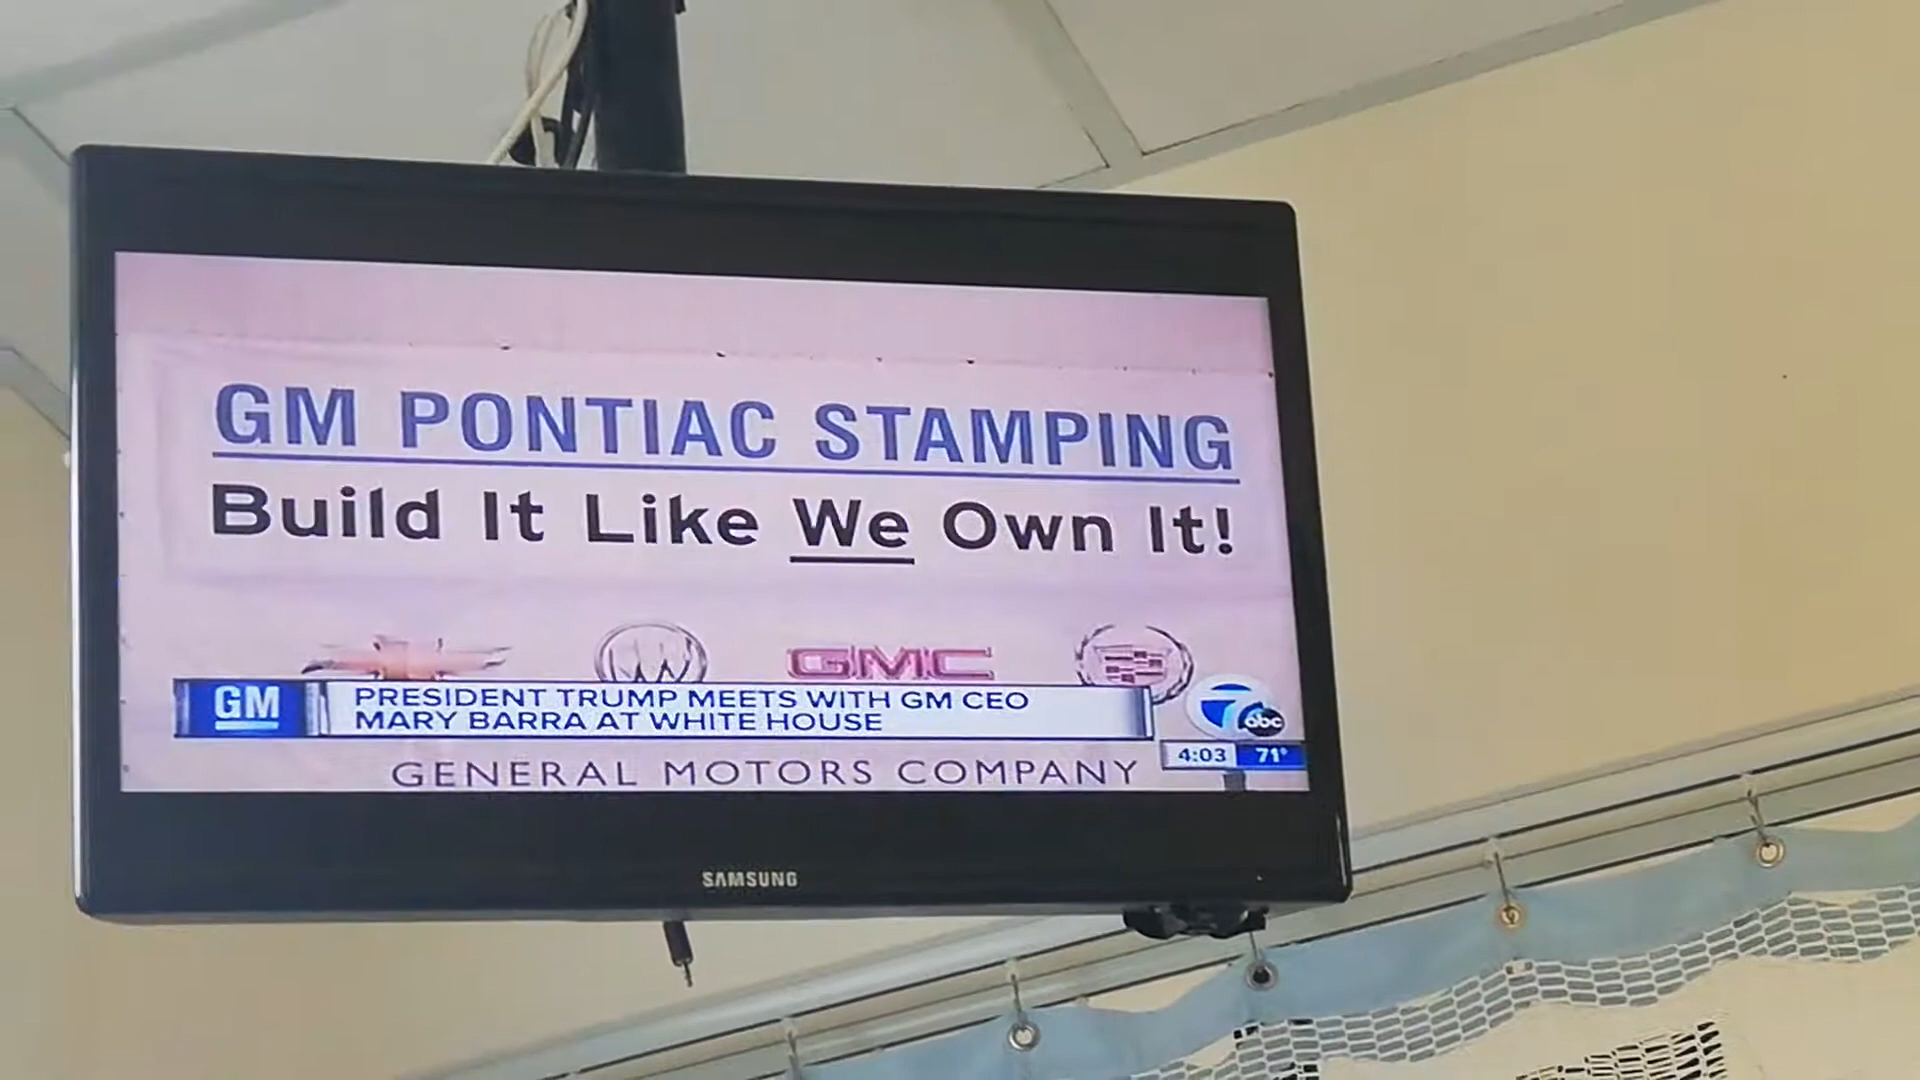 GM PONTIAC STAMPING
Build It Like We Own It!
GMC
GM
PRESIDENT TRUMP MEETS WITH GM CEO
MARY BARRA AT WHITE HOUSE
7 abc
4:03 71°
GENERAL MOTORS COMPANY
SAMSUNG